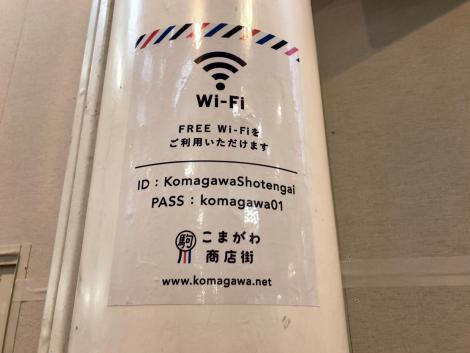 Wi-Fi
FREE Wi-Fiを
ご利用いただけます
ID：KomagawaShotengai
PASS：komagawa01
駒 こまがわ
商店街
www.komagawa.net